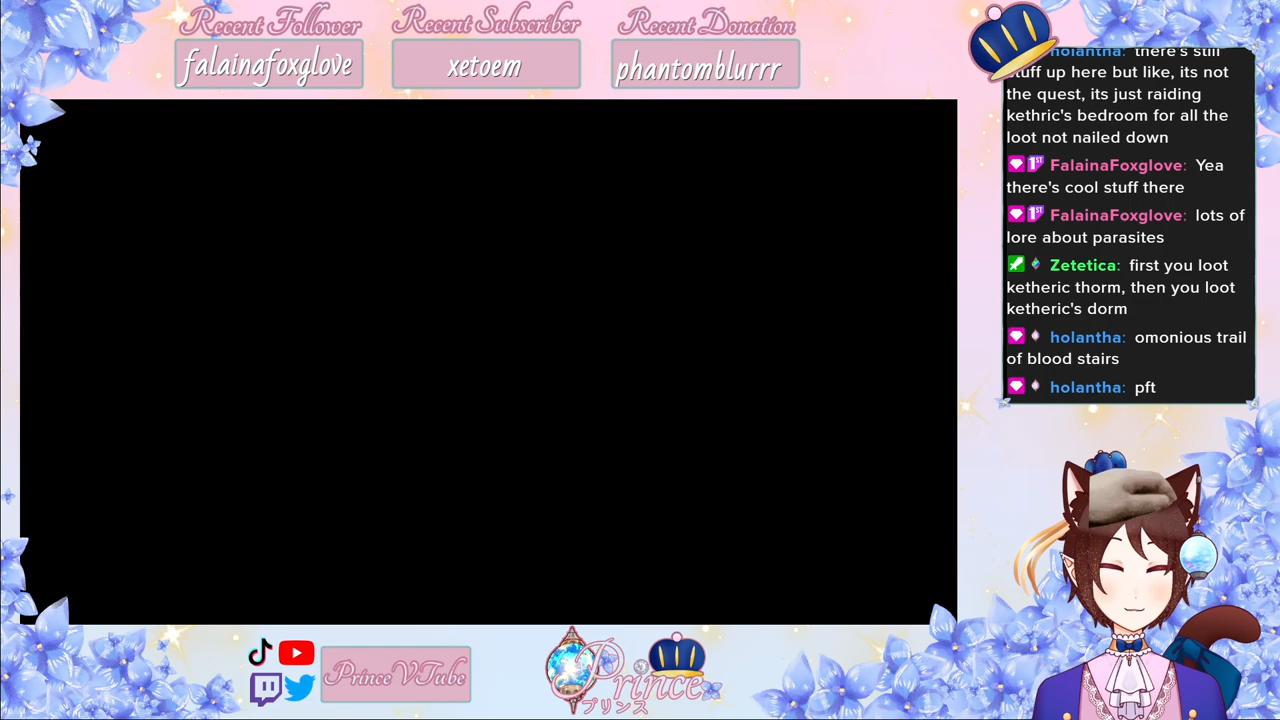 Recent Follower
Recent Subscriber
Recent Donation
falainafoxglove
xetoem
phantomblurrr
holantha: there's still
stuff up here but like, its not
the quest, its just raiding
kethric's bedroom for all the
loot not nailed down
1ST FalainaFoxglove: Yea
there's cool stuff there
1ST FalainaFoxglove: lots of
lore about parasites
Zetetica: first you loot
ketheric thorm, then you loot
ketheric's dorm
holantha: omonious trail
of blood stairs
holantha: pft
Prince VTube
Prince
プリンス